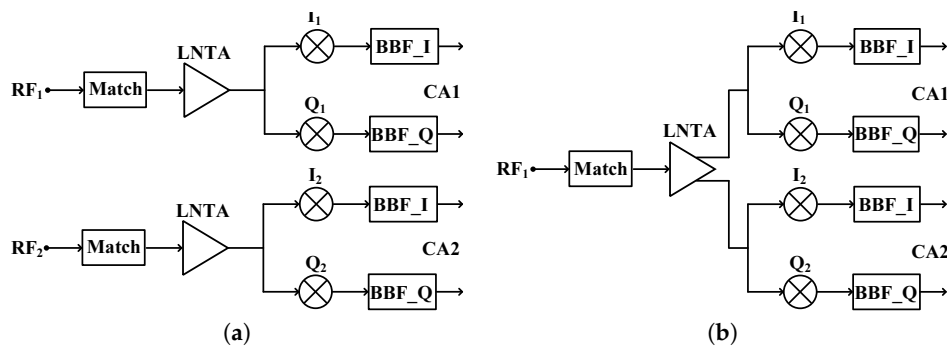 I₁
LNTA
BBF_I
RF₁
Match
CA1
Q₁
BBF_Q
I₂
LNTA
BBF_I
RF₂
Match
CA2
Q₂
BBF_Q
(a)
I₁
BBF_I
CA1
Q₁
LNTA
BBF_Q
RF₁
Match
I₂
BBF_I
CA2
Q₂
BBF_Q
(b)